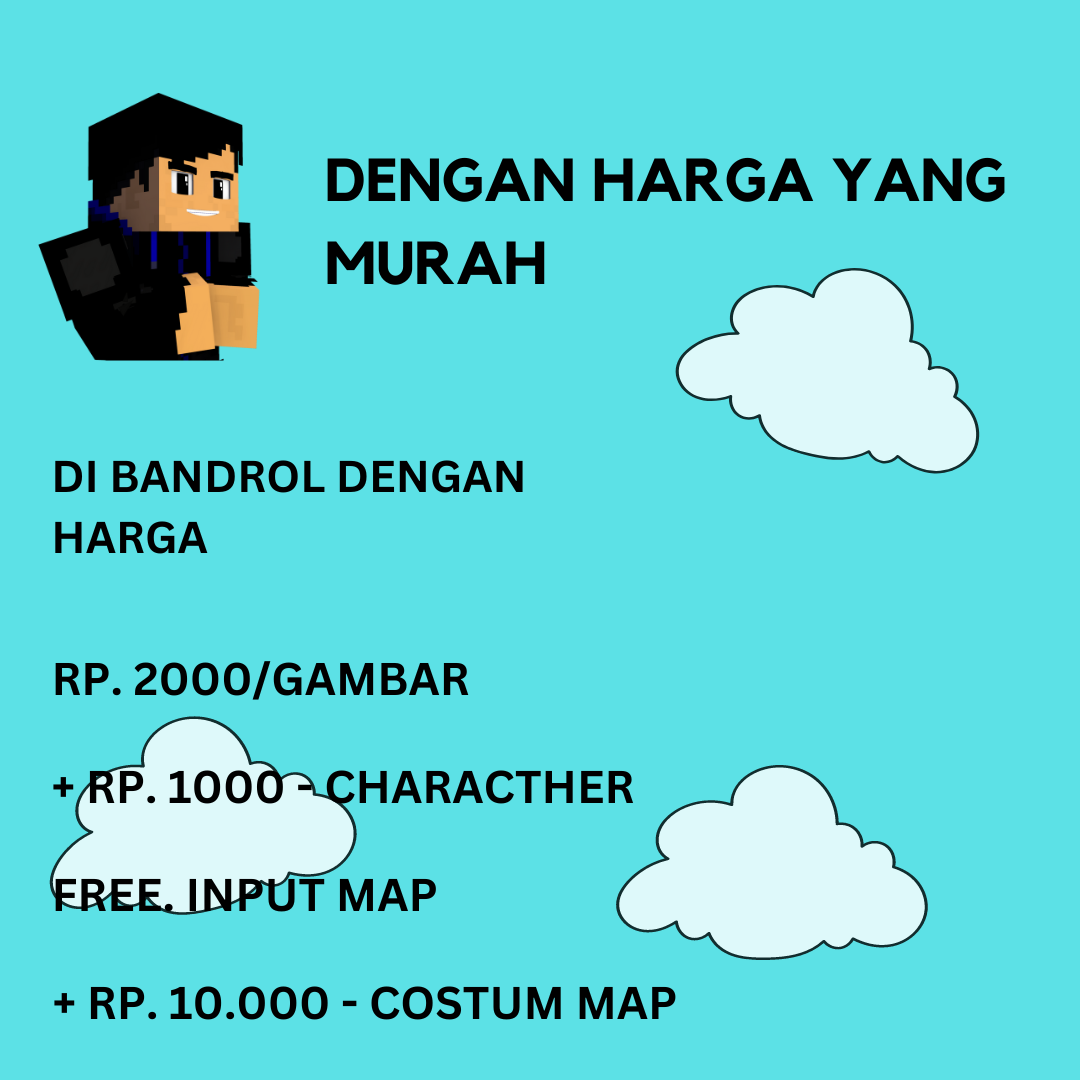 DENGAN HARGA YANG
MURAH
DI BANDROL DENGAN
HARGA
RP. 2000/GAMBAR
+ RP. 1000 - CHARACTHER
FREE. INPUT MAP
+ RP. 10.000 - COSTUM MAP